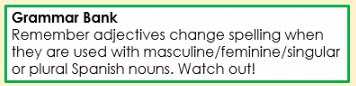 Grammar Bank
Remember adjectives change spelling when
they are used with masculine/feminine/singular
or plural Spanish nouns. Watch out!